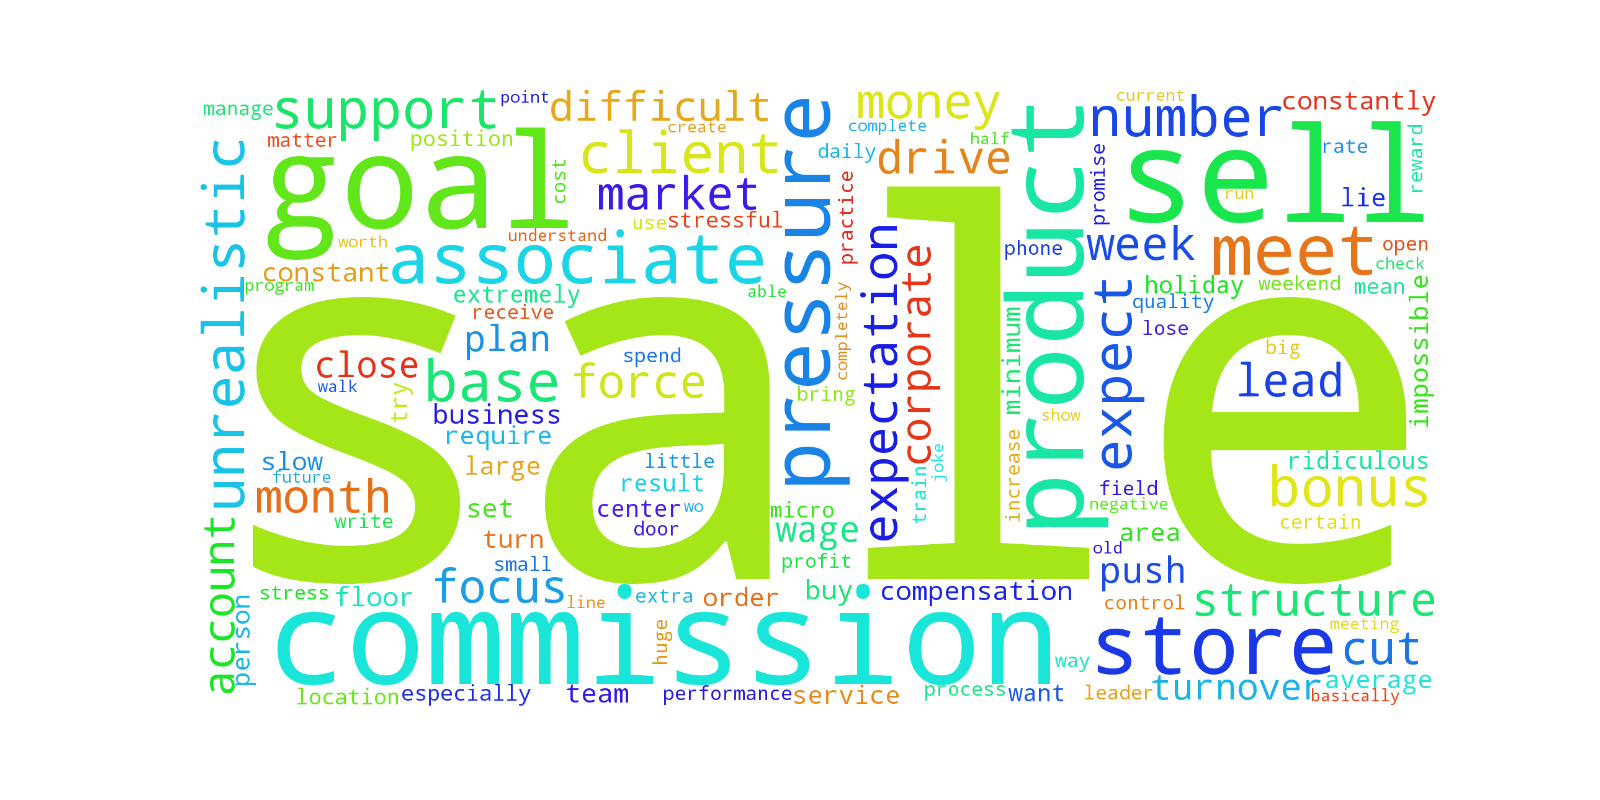 manage
support
point
difficult
money
current
constantly
number
matter
position
create
complete
half
goal
client
daily
drive
sell
rate
reward
unrealistic
cost
market
pressure
practice
product
promise
run
lie
worth
use
stressful
understand
associate
expectation
corporate
phone
week
meet
open
check
constant
program
extremely
able
holiday
weekend
mean
receive
quality
expect
impossible
sale
plan
completely
minimum
lose
close
spend
big
walk
try
base
force
bring
lead
business
show
require
joke
slow
large
little
train
increase
ridiculous
future
result
field
bonus
month
set
center
wo
micro
negative
write
door
wage
certain
account
turn
area
small
profit
old
push
stress
floor
focus
line
extra
order
buy
compensation
control
structure
person
commission
huge
store
meeting
cut
way
location
especially
team
performance
service
process
want
leader
turnover
average
basically